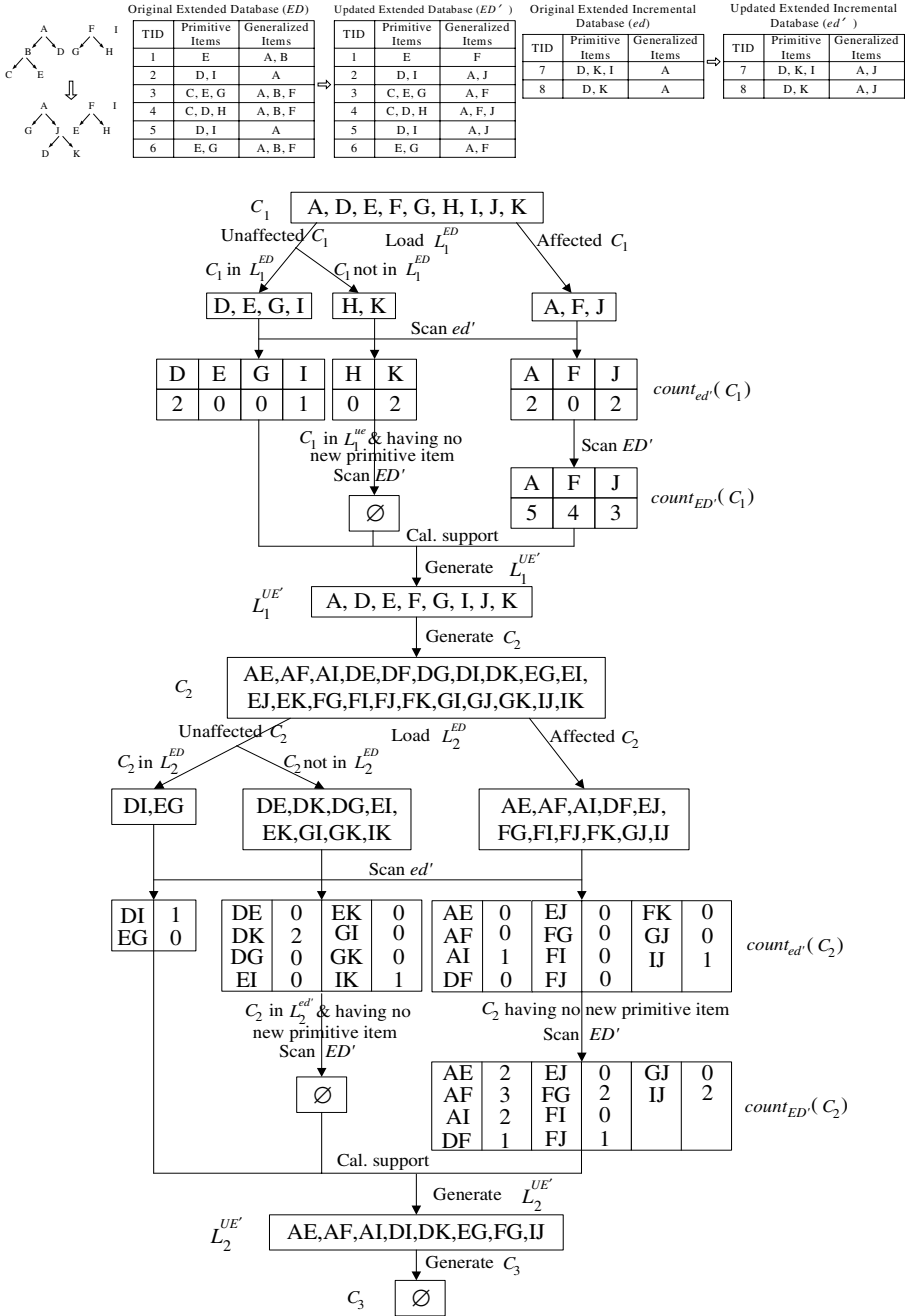 Original Extended Database (ED)
TID Primitive Items Generalized Items
1 E A, B
2 D, I A
3 C, E, G A, B, F
4 C, D, H A, B, F
5 D, I A
6 E, G A, B, F
Updated Extended Database (ED′)
TID Primitive Items Generalized Items
1 E F
2 D, I A, J
3 C, E, G A, F
4 C, D, H A, F, J
5 D, I A, J
6 E, G A, F
Original Extended Incremental
Database (ed)
TID Primitive Items Generalized Items
7 D, K, I A
8 D, K A
Updated Extended Incremental
Database (ed′)
TID Primitive Items Generalized Items
7 D, K, I A, J
8 D, K A, J
A F I
B D G H
C E
A F I
G J E H
D K
C1 A, D, E, F, G, H, I, J, K
Unaffected C1 Load L1^ED Affected C1
C1 in L1^ED C1 not in L1^ED
D, E, G, I H, K A, F, J
Scan ed'
D E G I H K A F J
2 0 0 1 0 2 2 0 2 count_ed'(C1)
C1 in L1^ue & having no
new primitive item
Scan ED'
Scan ED'
A F J
5 4 3 count_ED'(C1)
∅
Cal. support
Generate L1^UE'
L1^UE' A, D, E, F, G, I, J, K
Generate C2
C2 AE,AF,AI,DE,DF,DG,DI,DK,EG,EI,
EJ,EK,FG,FI,FJ,FK,GI,GJ,GK,IJ,IK
Unaffected C2 Load L2^ED Affected C2
C2 in L2^ED C2 not in L2^ED
DI,EG
DE,DK,DG,EI,
EK,GI,GK,IK
AE,AF,AI,DF,EJ,
FG,FI,FJ,FK,GJ,IJ
Scan ed'
DI 1
EG 0
DE 0 EK 0
DK 2 GI 0
DG 0 GK 0
EI 0 IK 1
AE 0 EJ 0 FK 0
AF 0 FG 0 GJ 0
AI 1 FI 0 IJ 1
DF 0 FJ 0
count_ed'(C2)
C2 in L2^ed' & having no
new primitive item
Scan ED'
C2 having no new primitive item
Scan ED'
∅
AE 2 EJ 0 GJ 0
AF 3 FG 2 IJ 2
AI 2 FI 0
DF 1 FJ 1
count_ED'(C2)
Cal. support
Generate L2^UE'
L2^UE' AE,AF,AI,DI,DK,EG,FG,IJ
Generate C3
C3 ∅